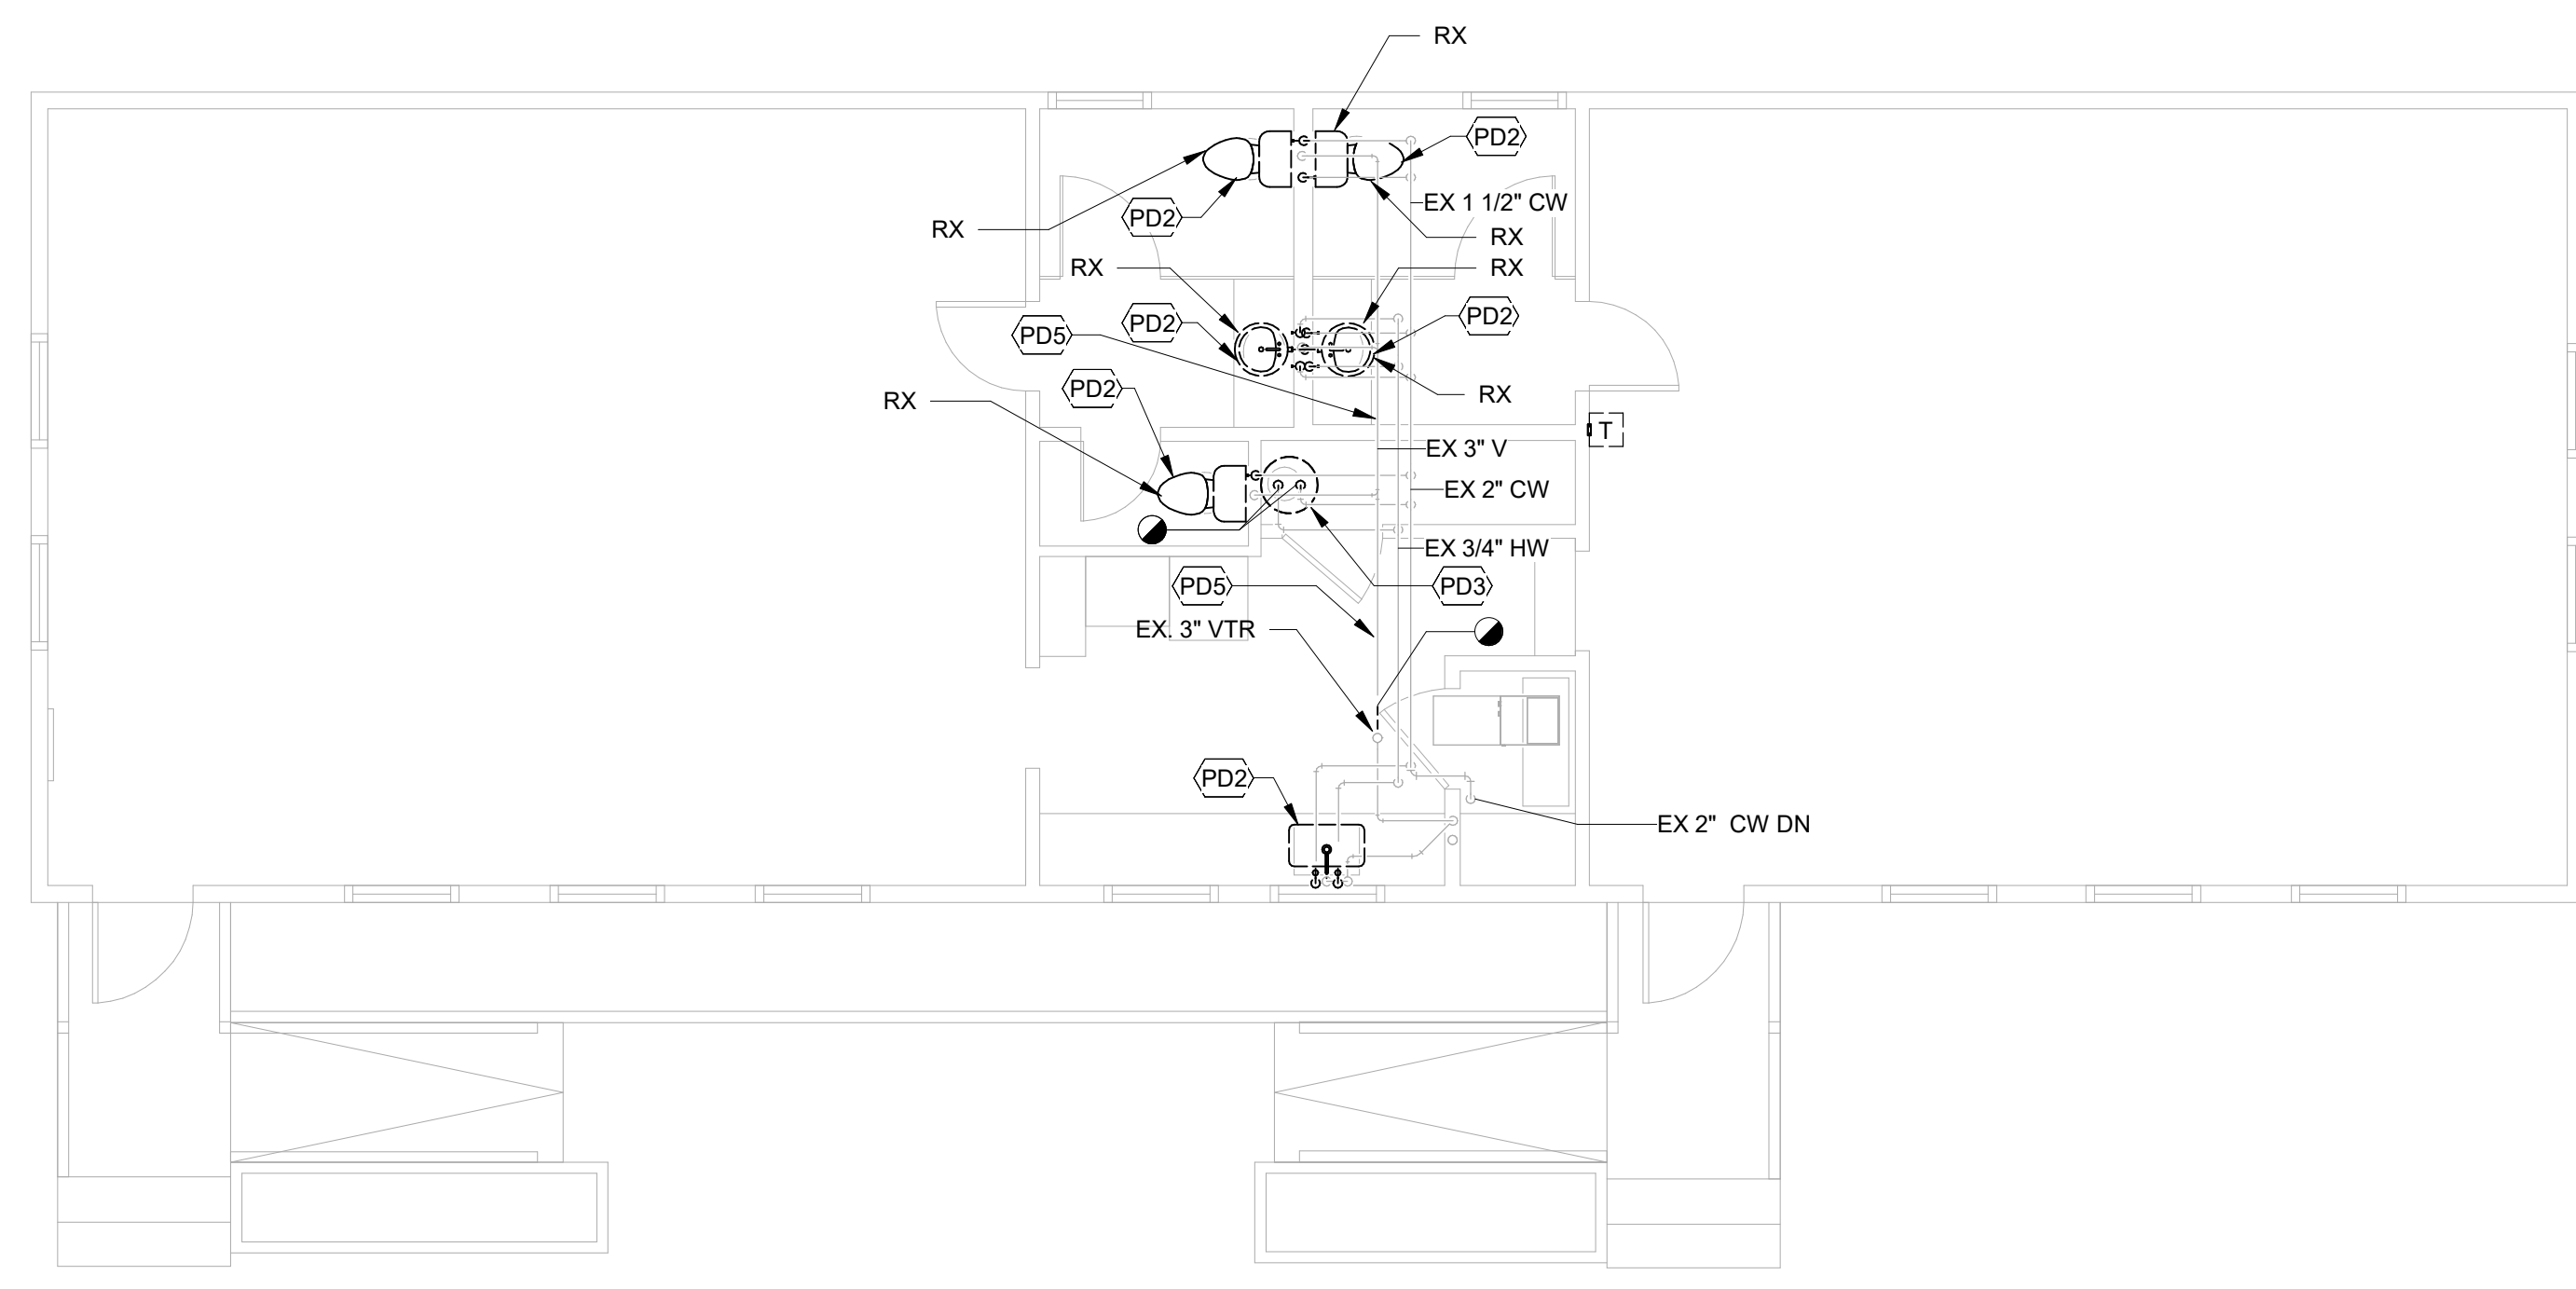 RX
PD2
EX 1 1/2" CW
PD2
RX
RX
RX
RX
PD2
PD2
PD5
PD2
RX
RX
T
EX 3" V
EX 2" CW
EX 3/4" HW
PD5
PD3
EX. 3" VTR
PD2
EX 2" CW DN